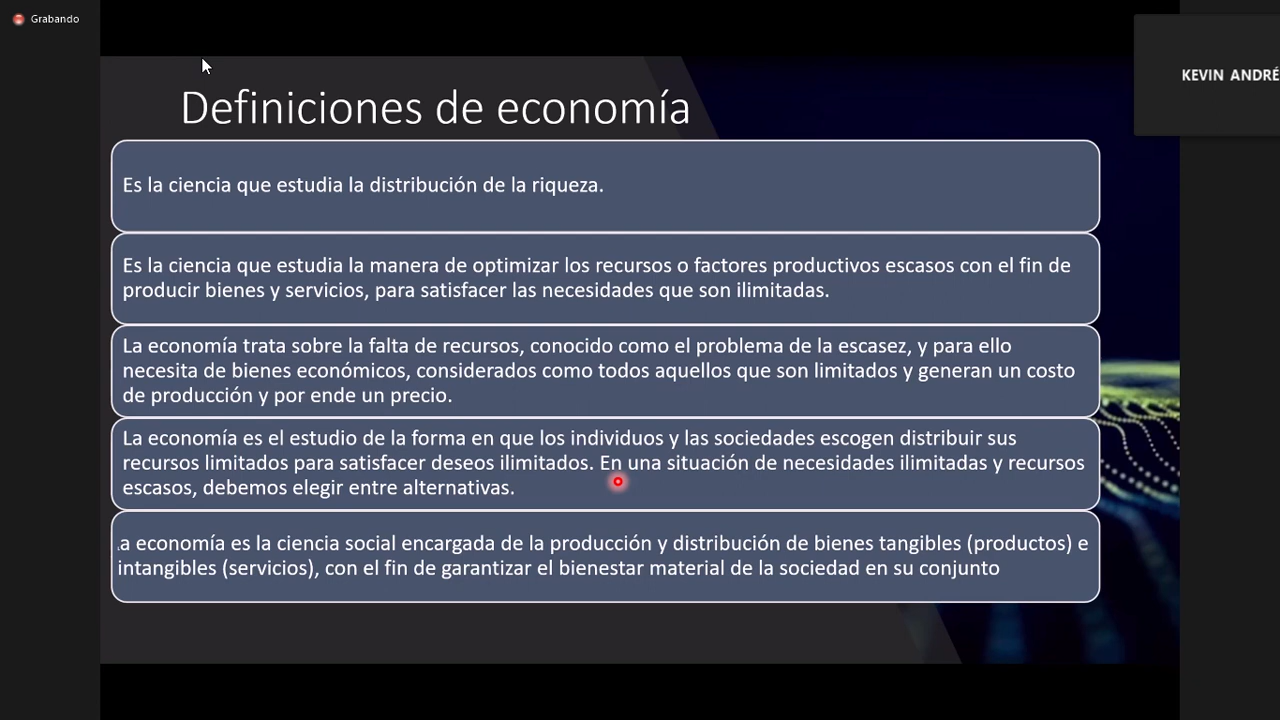 Grabando
KEVIN ANDRÉ
Definiciones de economía
Es la ciencia que estudia la distribución de la riqueza.
Es la ciencia que estudia la manera de optimizar los recursos o factores productivos escasos con el fin de
producir bienes y servicios, para satisfacer las necesidades que son ilimitadas.
La economía trata sobre la falta de recursos, conocido como el problema de la escasez, y para ello
necesita de bienes económicos, considerados como todos aquellos que son limitados y generan un costo
de producción y por ende un precio.
La economía es el estudio de la forma en que los individuos y las sociedades escogen distribuir sus
recursos limitados para satisfacer deseos ilimitados. En una situación de necesidades ilimitadas y recursos
escasos, debemos elegir entre alternativas.
a economía es la ciencia social encargada de la producción y distribución de bienes tangibles (productos) e
intangibles (servicios), con el fin de garantizar el bienestar material de la sociedad en su conjunto